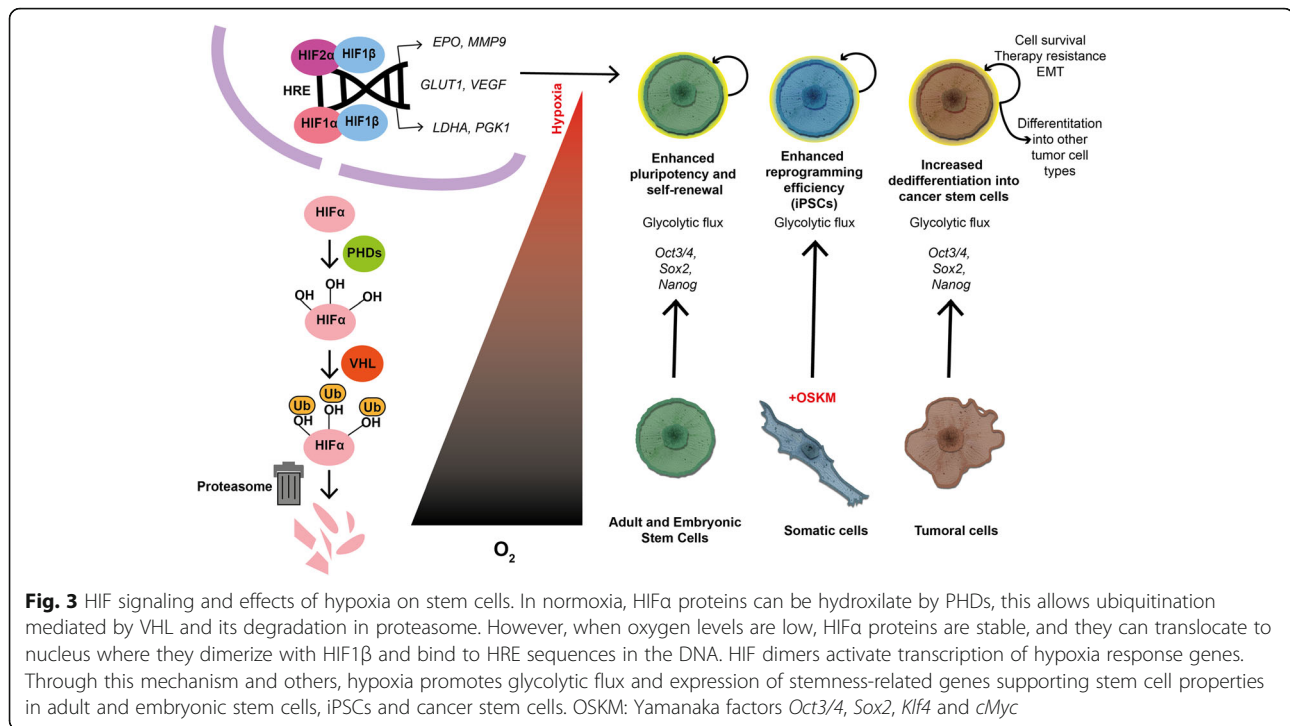 HIF2α
HIF1β
EPO, MMP9
HRE
GLUT1, VEGF
HIF1α
HIF1β
LDHA, PGK1
HIFα
PHDs
OH
OH
OH
HIFα
VHL
Ub
Ub
Ub
OH
OH
OH
HIFα
Proteasome
Hypoxia
O2
Enhanced
pluripotency and
self-renewal
Glycolytic flux
Oct3/4,
Sox2,
Nanog
Adult and Embryonic
Stem Cells
Enhanced
reprogramming
efficiency
(iPSCs)
Glycolytic flux
+OSKM
Somatic cells
Cell survival
Therapy resistance
EMT
Differentitation
into other
tumor cell
types
Increased
dedifferentiation into
cancer stem cells
Glycolytic flux
Oct3/4,
Sox2,
Nanog
Tumoral cells
Fig. 3 HIF signaling and effects of hypoxia on stem cells. In normoxia, HIFα proteins can be hydroxilate by PHDs, this allows ubiquitination
mediated by VHL and its degradation in proteasome. However, when oxygen levels are low, HIFα proteins are stable, and they can translocate to
nucleus where they dimerize with HIF1β and bind to HRE sequences in the DNA. HIF dimers activate transcription of hypoxia response genes.
Through this mechanism and others, hypoxia promotes glycolytic flux and expression of stemness-related genes supporting stem cell properties
in adult and embryonic stem cells, iPSCs and cancer stem cells. OSKM: Yamanaka factors Oct3/4, Sox2, Klf4 and cMyc